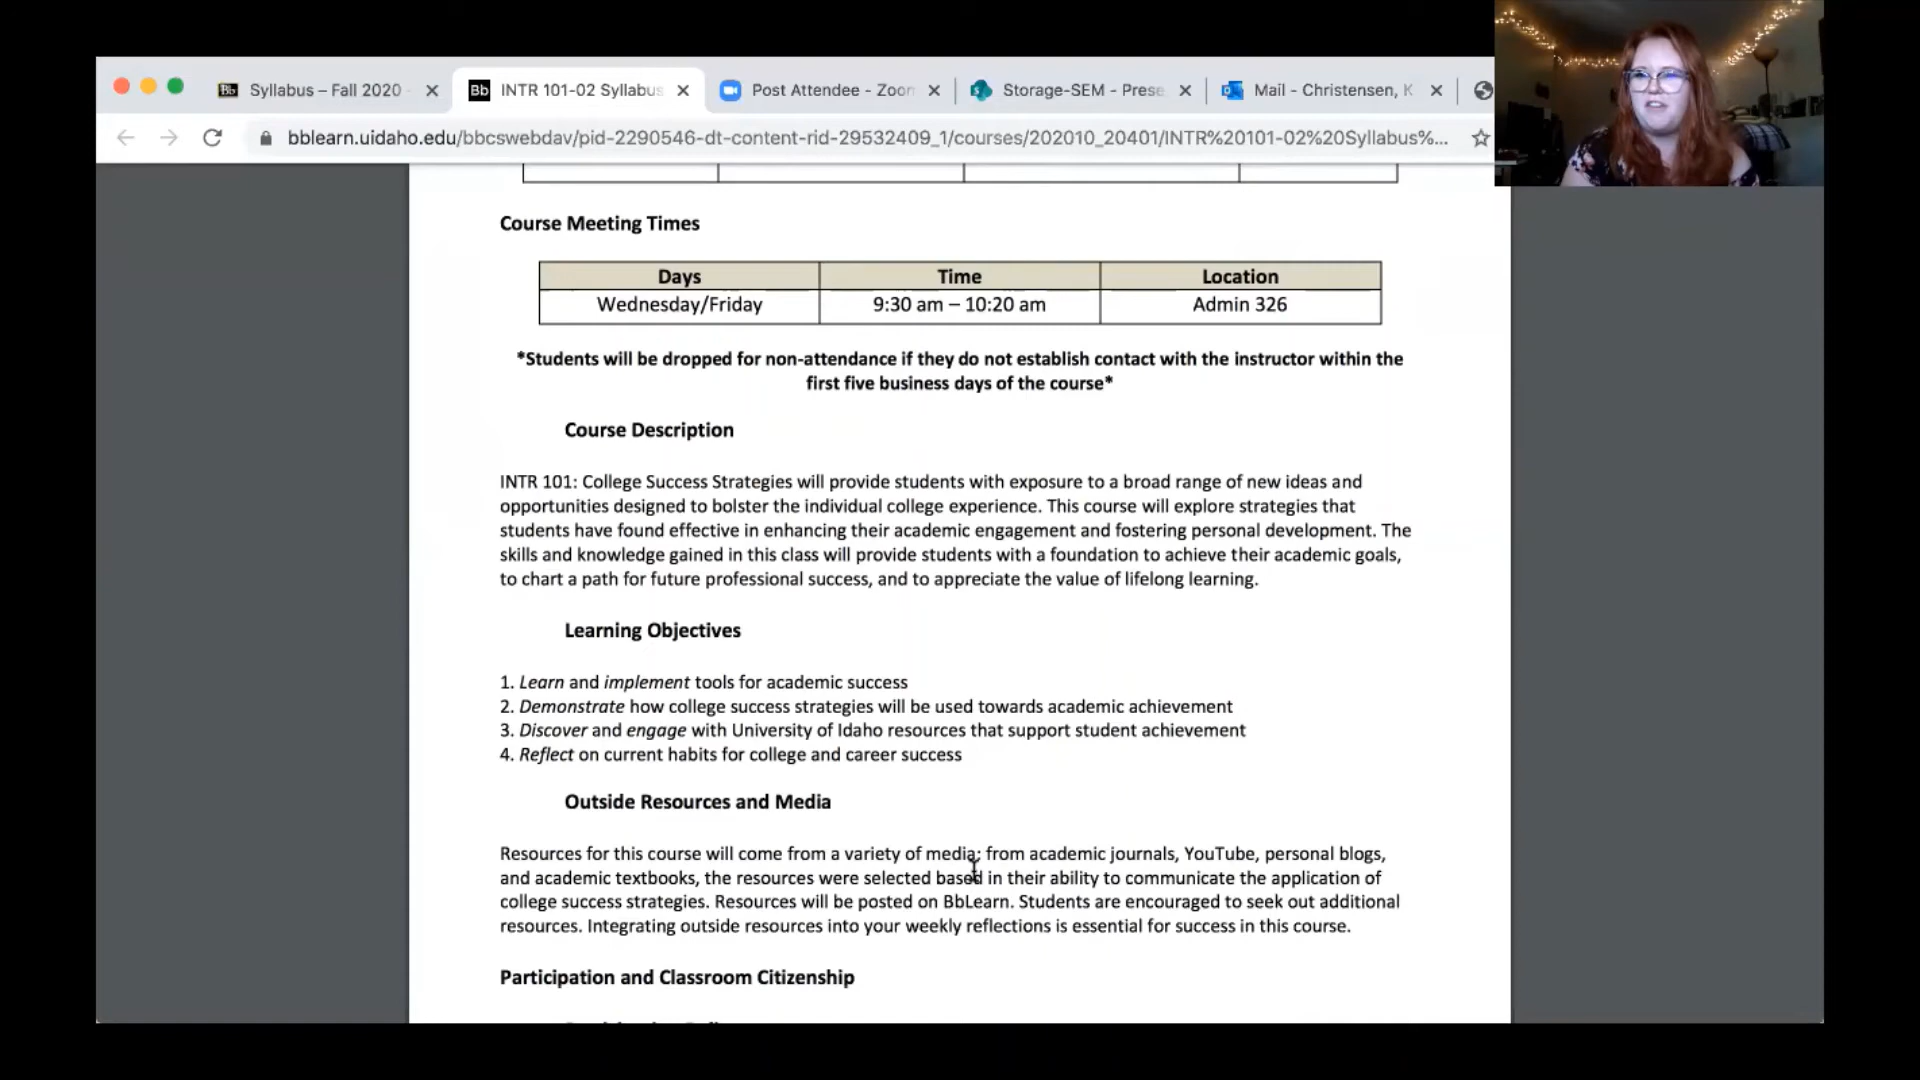 Syllabus – Fall 2020
INTR 101-02 Syllabus
Post Attendee - Zoom
Storage-SEM - Prese
Mail - Christensen, K
bblearn.uidaho.edu/bbcswebdav/pid-2290546-dt-content-rid-29532409_1/courses/202010_20401/INTR%20101-02%20Syllabus%...
Course Meeting Times
Days Time Location
Wednesday/Friday 9:30 am – 10:20 am Admin 326
*Students will be dropped for non-attendance if they do not establish contact with the instructor within the
first five business days of the course*
Course Description
INTR 101: College Success Strategies will provide students with exposure to a broad range of new ideas and
opportunities designed to bolster the individual college experience. This course will explore strategies that
students have found effective in enhancing their academic engagement and fostering personal development. The
skills and knowledge gained in this class will provide students with a foundation to achieve their academic goals,
to chart a path for future professional success, and to appreciate the value of lifelong learning.
Learning Objectives
1. Learn and implement tools for academic success
2. Demonstrate how college success strategies will be used towards academic achievement
3. Discover and engage with University of Idaho resources that support student achievement
4. Reflect on current habits for college and career success
Outside Resources and Media
Resources for this course will come from a variety of media: from academic journals, YouTube, personal blogs,
and academic textbooks, the resources were selected based in their ability to communicate the application of
college success strategies. Resources will be posted on BbLearn. Students are encouraged to seek out additional
resources. Integrating outside resources into your weekly reflections is essential for success in this course.
Participation and Classroom Citizenship